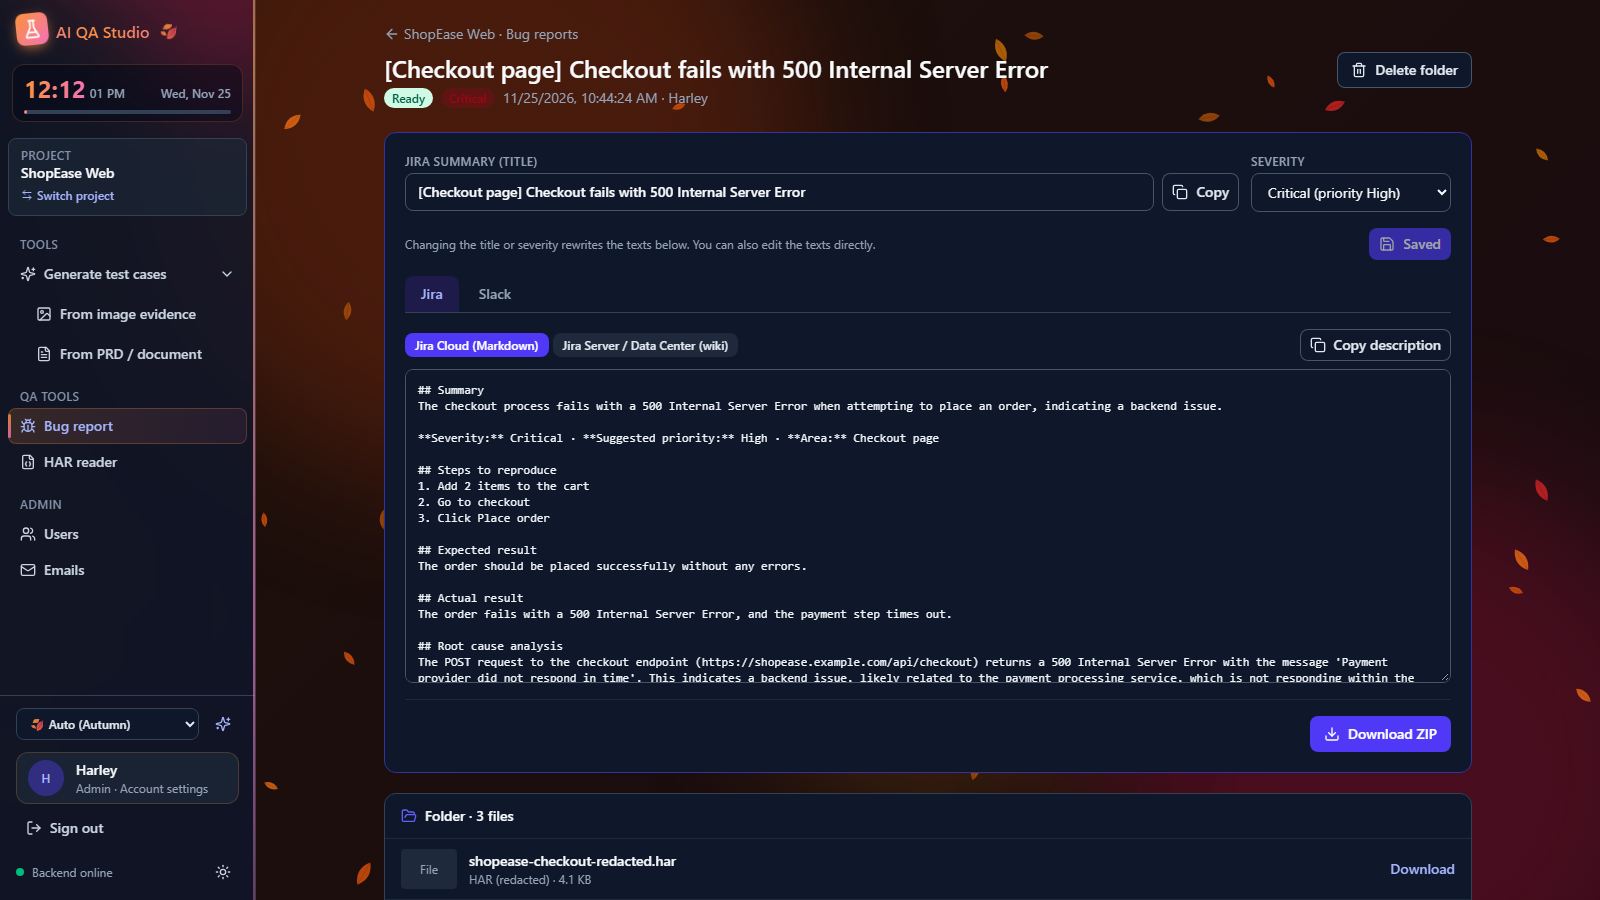 AI QA Studio
12:12 01 PM
Wed, Nov 25
PROJECT
ShopEase Web
Switch project
TOOLS
Generate test cases
From image evidence
From PRD / document
QA TOOLS
Bug report
HAR reader
ADMIN
Users
Emails
Auto (Autumn)
H
Harley
Admin · Account settings
Sign out
Backend online
ShopEase Web · Bug reports
[Checkout page] Checkout fails with 500 Internal Server Error
Ready Critical 11/25/2026, 10:44:24 AM · Harley
Delete folder
JIRA SUMMARY (TITLE)
[Checkout page] Checkout fails with 500 Internal Server Error
Copy
SEVERITY
Critical (priority High)
Changing the title or severity rewrites the texts below. You can also edit the texts directly.
Saved
Jira
Slack
Jira Cloud (Markdown)
Jira Server / Data Center (wiki)
Copy description
## Summary
The checkout process fails with a 500 Internal Server Error when attempting to place an order, indicating a backend issue.
**Severity:** Critical · **Suggested priority:** High · **Area:** Checkout page
## Steps to reproduce
1. Add 2 items to the cart
2. Go to checkout
3. Click Place order
## Expected result
The order should be placed successfully without any errors.
## Actual result
The order fails with a 500 Internal Server Error, and the payment step times out.
## Root cause analysis
The POST request to the checkout endpoint (https://shopease.example.com/api/checkout) returns a 500 Internal Server Error with the message 'Payment
provider did not respond in time'. This indicates a backend issue, likely related to the payment processing service, which is not responding within the
Download ZIP
Folder · 3 files
File
shopease-checkout-redacted.har
HAR (redacted) · 4.1 KB
Download